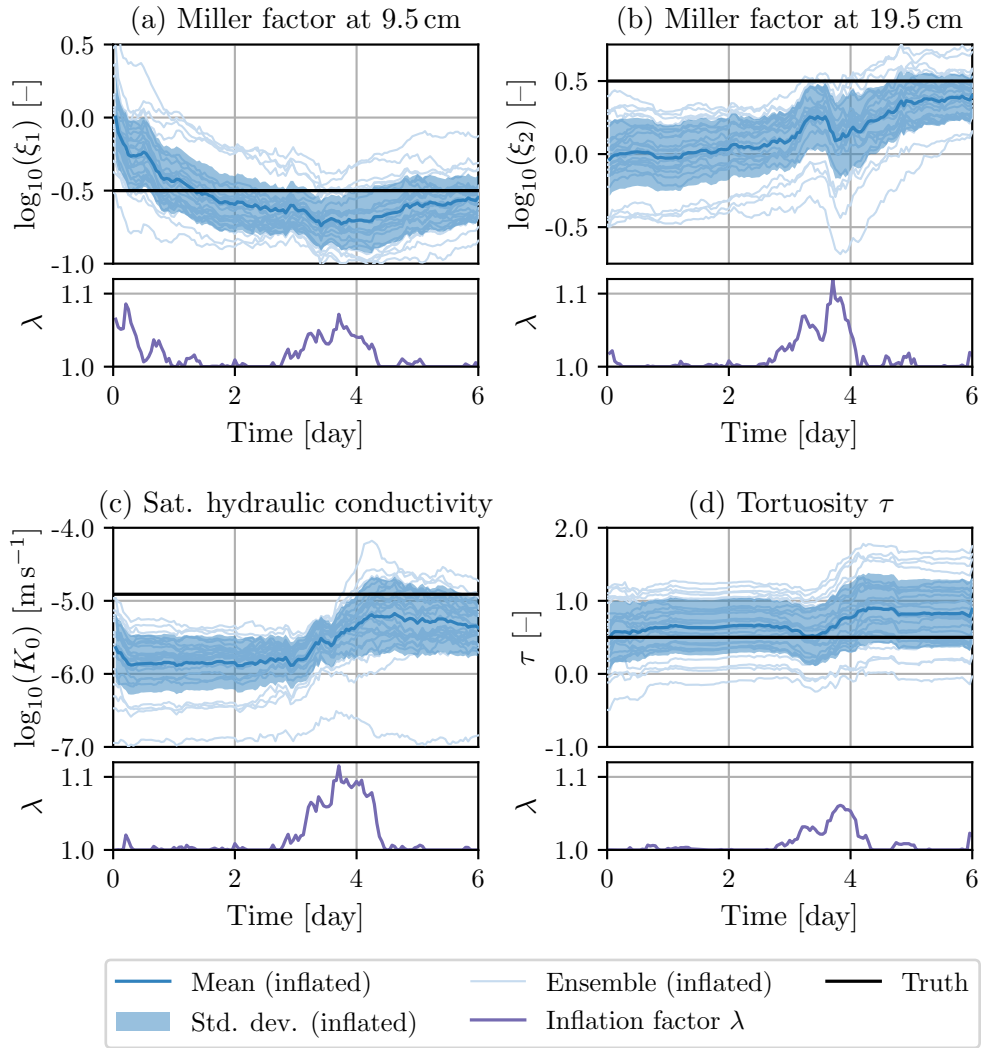 (a) Miller factor at 9.5 cm
(b) Miller factor at 19.5 cm
log₁₀(ξ₁) [−]
0.5
0.0
-0.5
-1.0
log₁₀(ξ₂) [−]
0.5
0.0
-0.5
λ
1.1
1.0
λ
1.1
1.0
0 2 4 6
0 2 4 6
Time [day]
Time [day]
(c) Sat. hydraulic conductivity
(d) Tortuosity τ
log₁₀(K₀) [m s⁻¹]
-4.0
-5.0
-6.0
-7.0
τ [−]
2.0
1.0
0.0
-1.0
λ
1.1
1.0
λ
1.1
1.0
0 2 4 6
0 2 4 6
Time [day]
Time [day]
Mean (inflated)
Ensemble (inflated)
Truth
Std. dev. (inflated)
Inflation factor λ